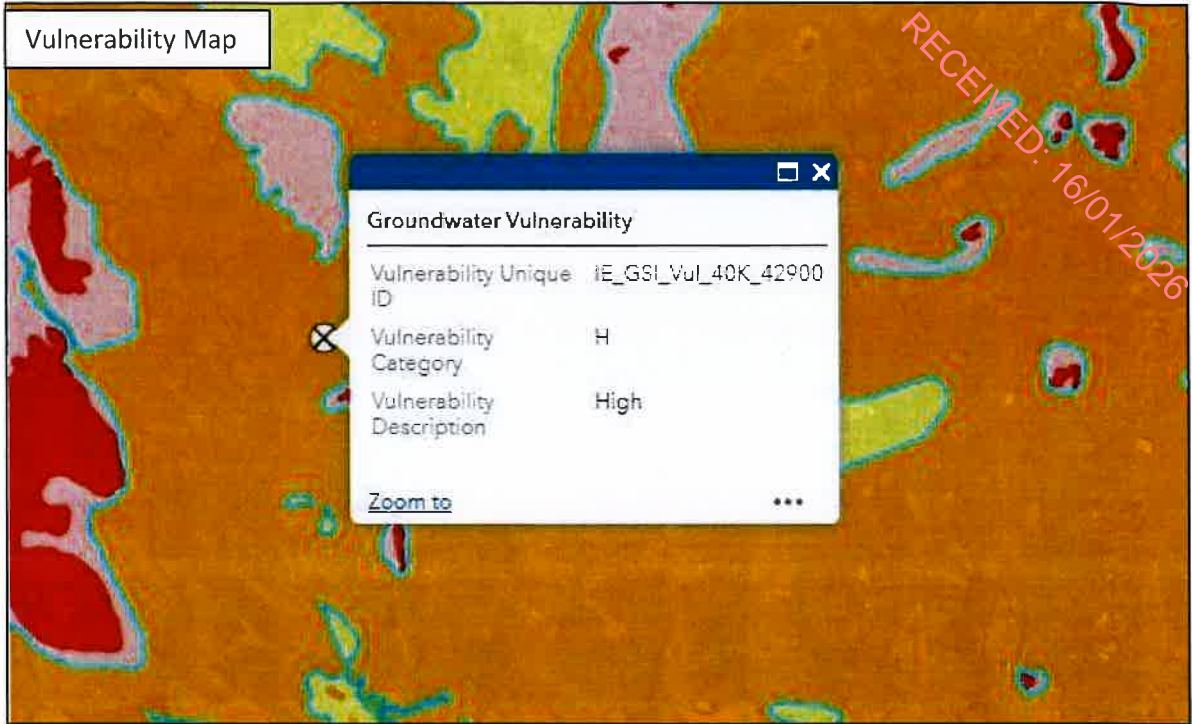 Vulnerability Map
RECEIVED: 16/01/2026
Groundwater Vulnerability
Vulnerability Unique ID IE_GSI_Vul_40K_42900
Vulnerability Category H
Vulnerability Description High
Zoom to